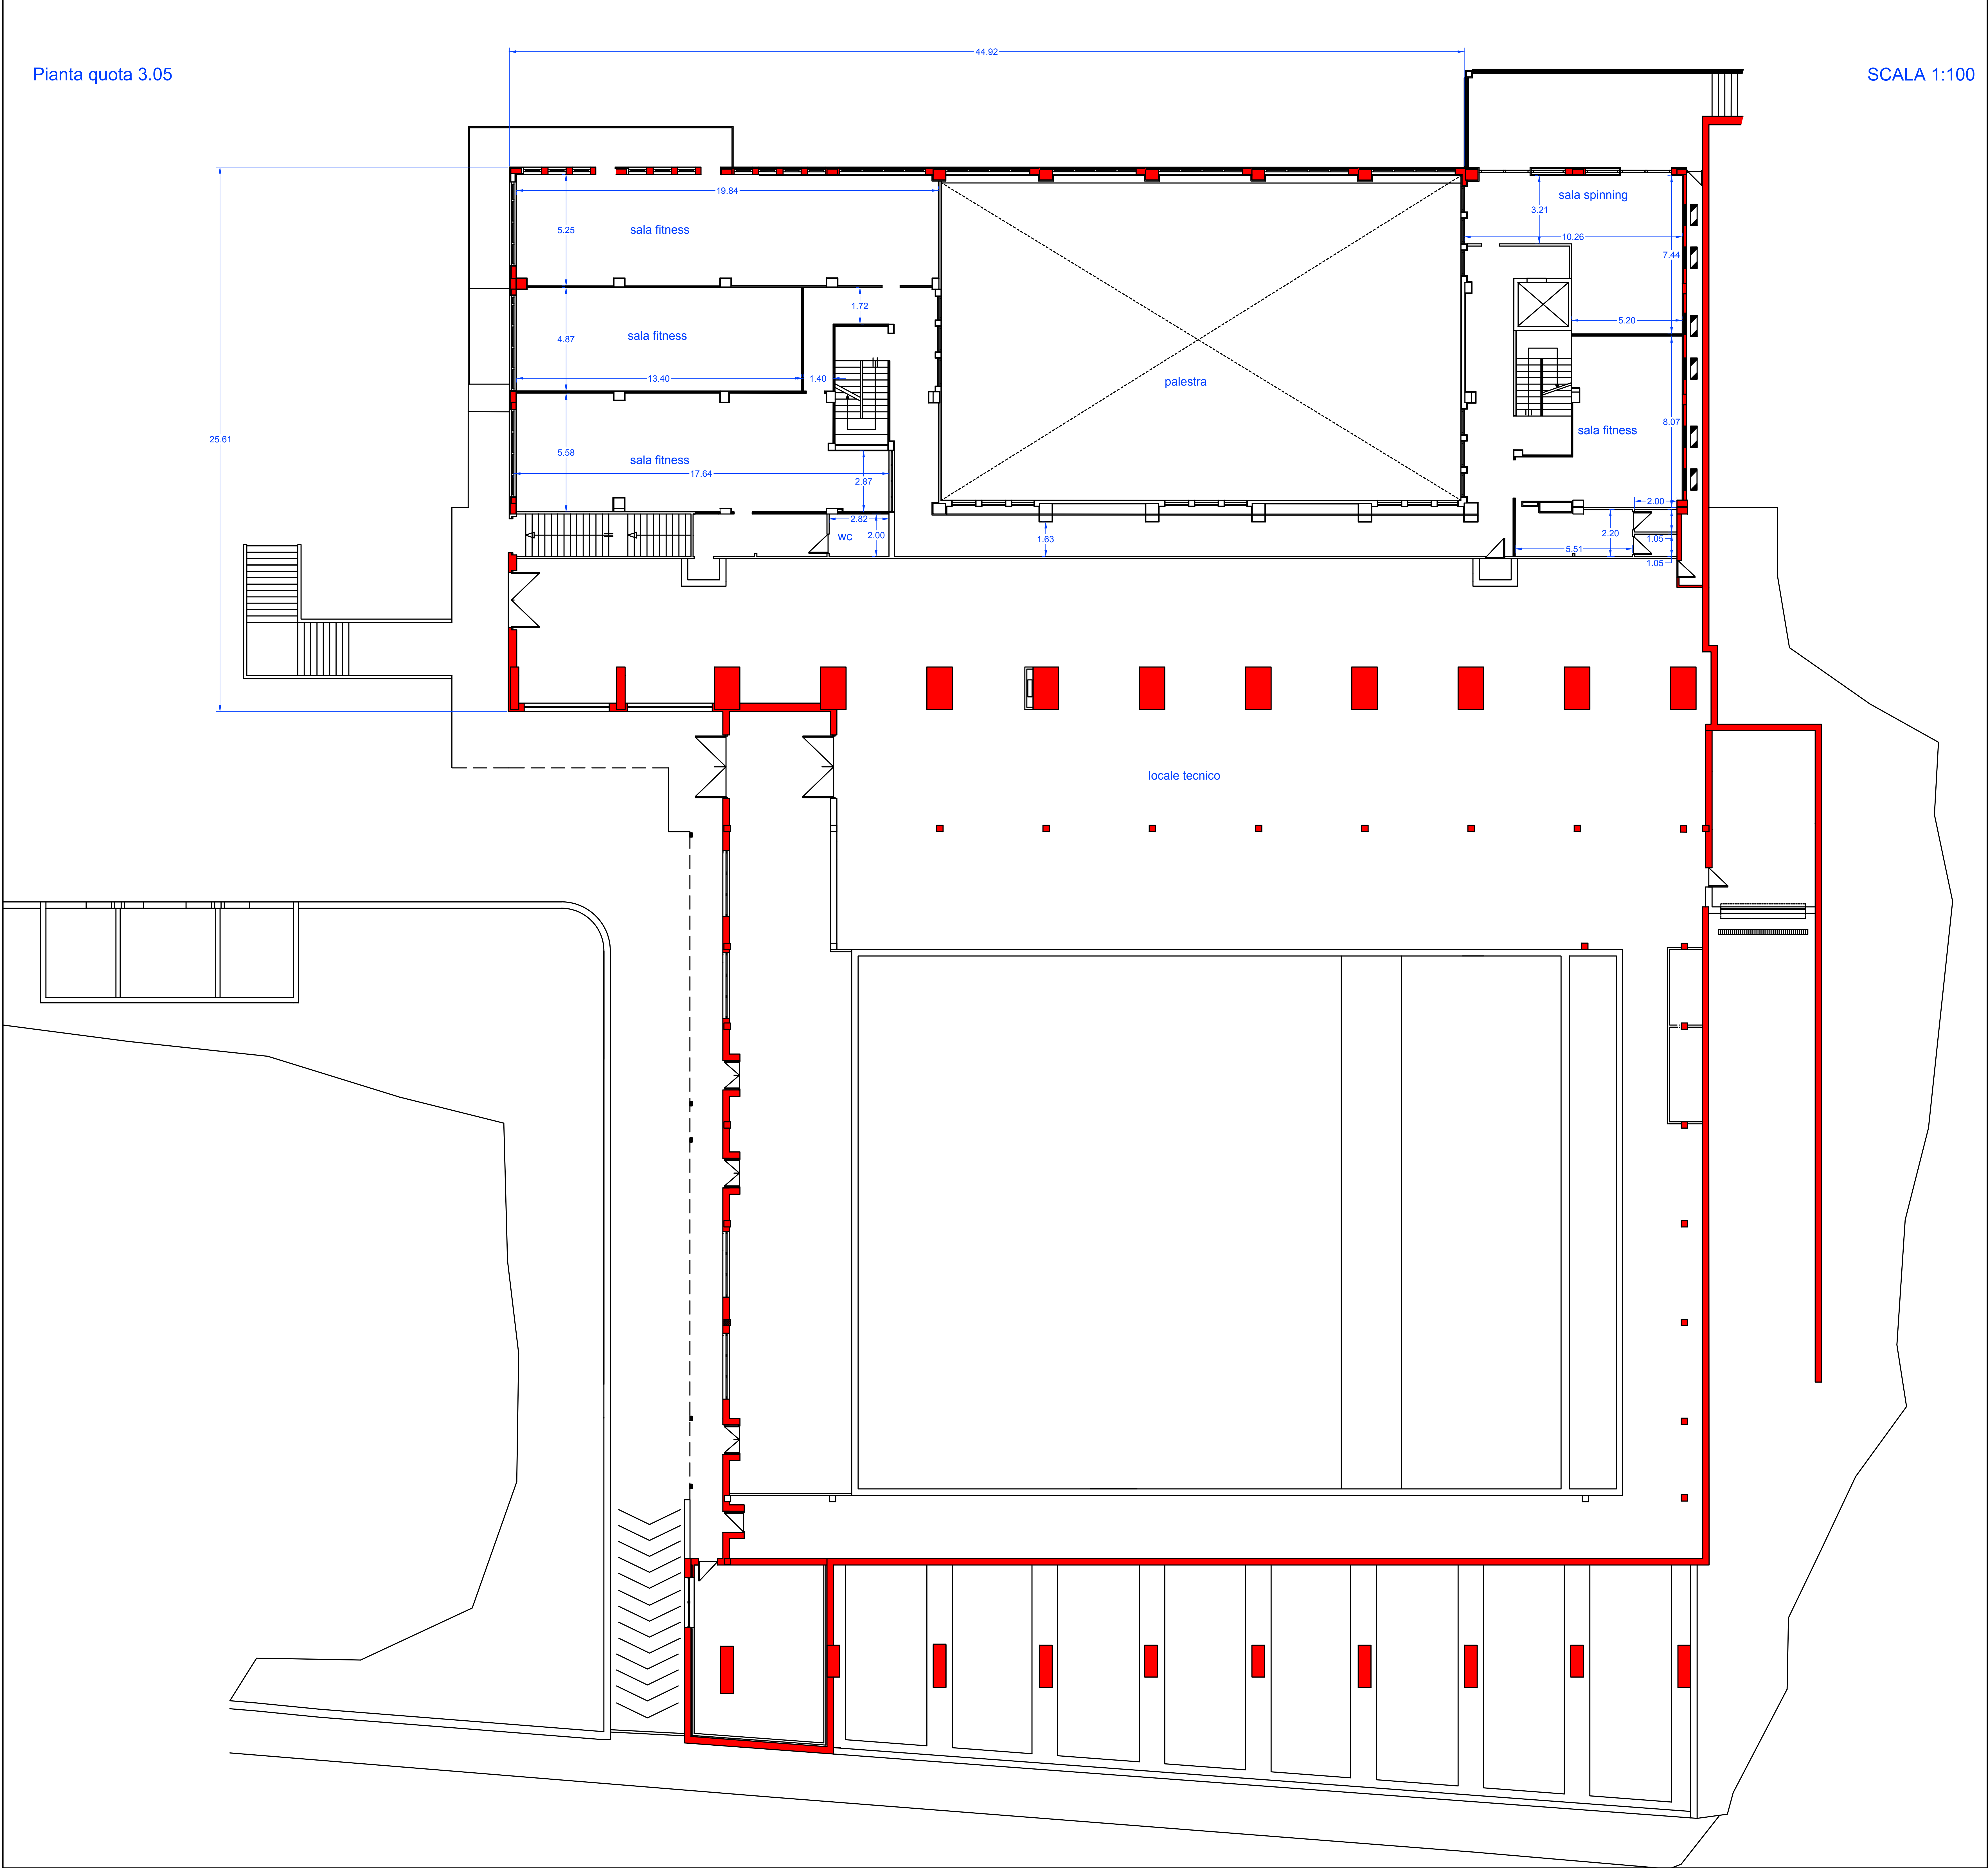 44.92
Pianta quota 3.05
SCALA 1:100
19.84
sala spinning
3.21
5.25
sala fitness
10.26
7.44
1.72
5.20
sala fitness
4.87
13.40
1.40
palestra
8.07
25.61
5.58
sala fitness
sala fitness
17.64
2.87
2.00
2.82
wc
2.00
2.20
1.63
1.05
5.51
1.05
locale tecnico